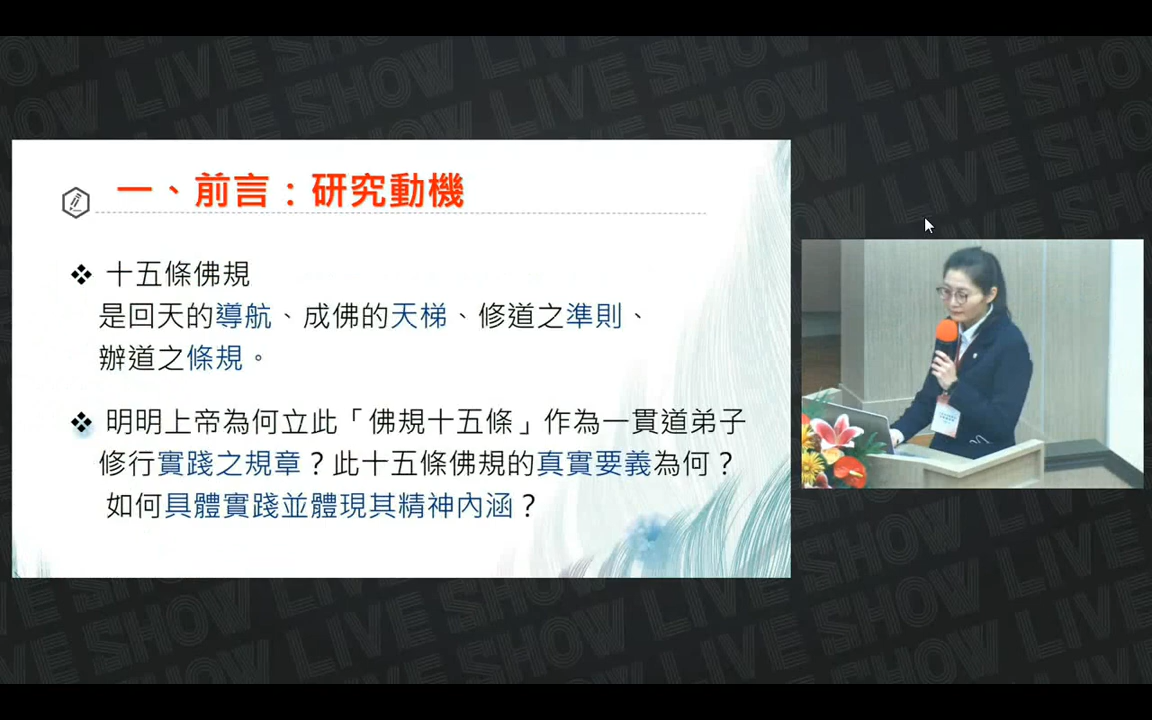 一、前言：研究動機
❖ 十五條佛規
是回天的導航、成佛的天梯、修道之準則、
辦道之條規。
❖ 明明上帝為何立此「佛規十五條」作為一貫道弟子
修行實踐之規章？此十五條佛規的真實要義為何？
如何具體實踐並體現其精神內涵？
LIVE SHOW